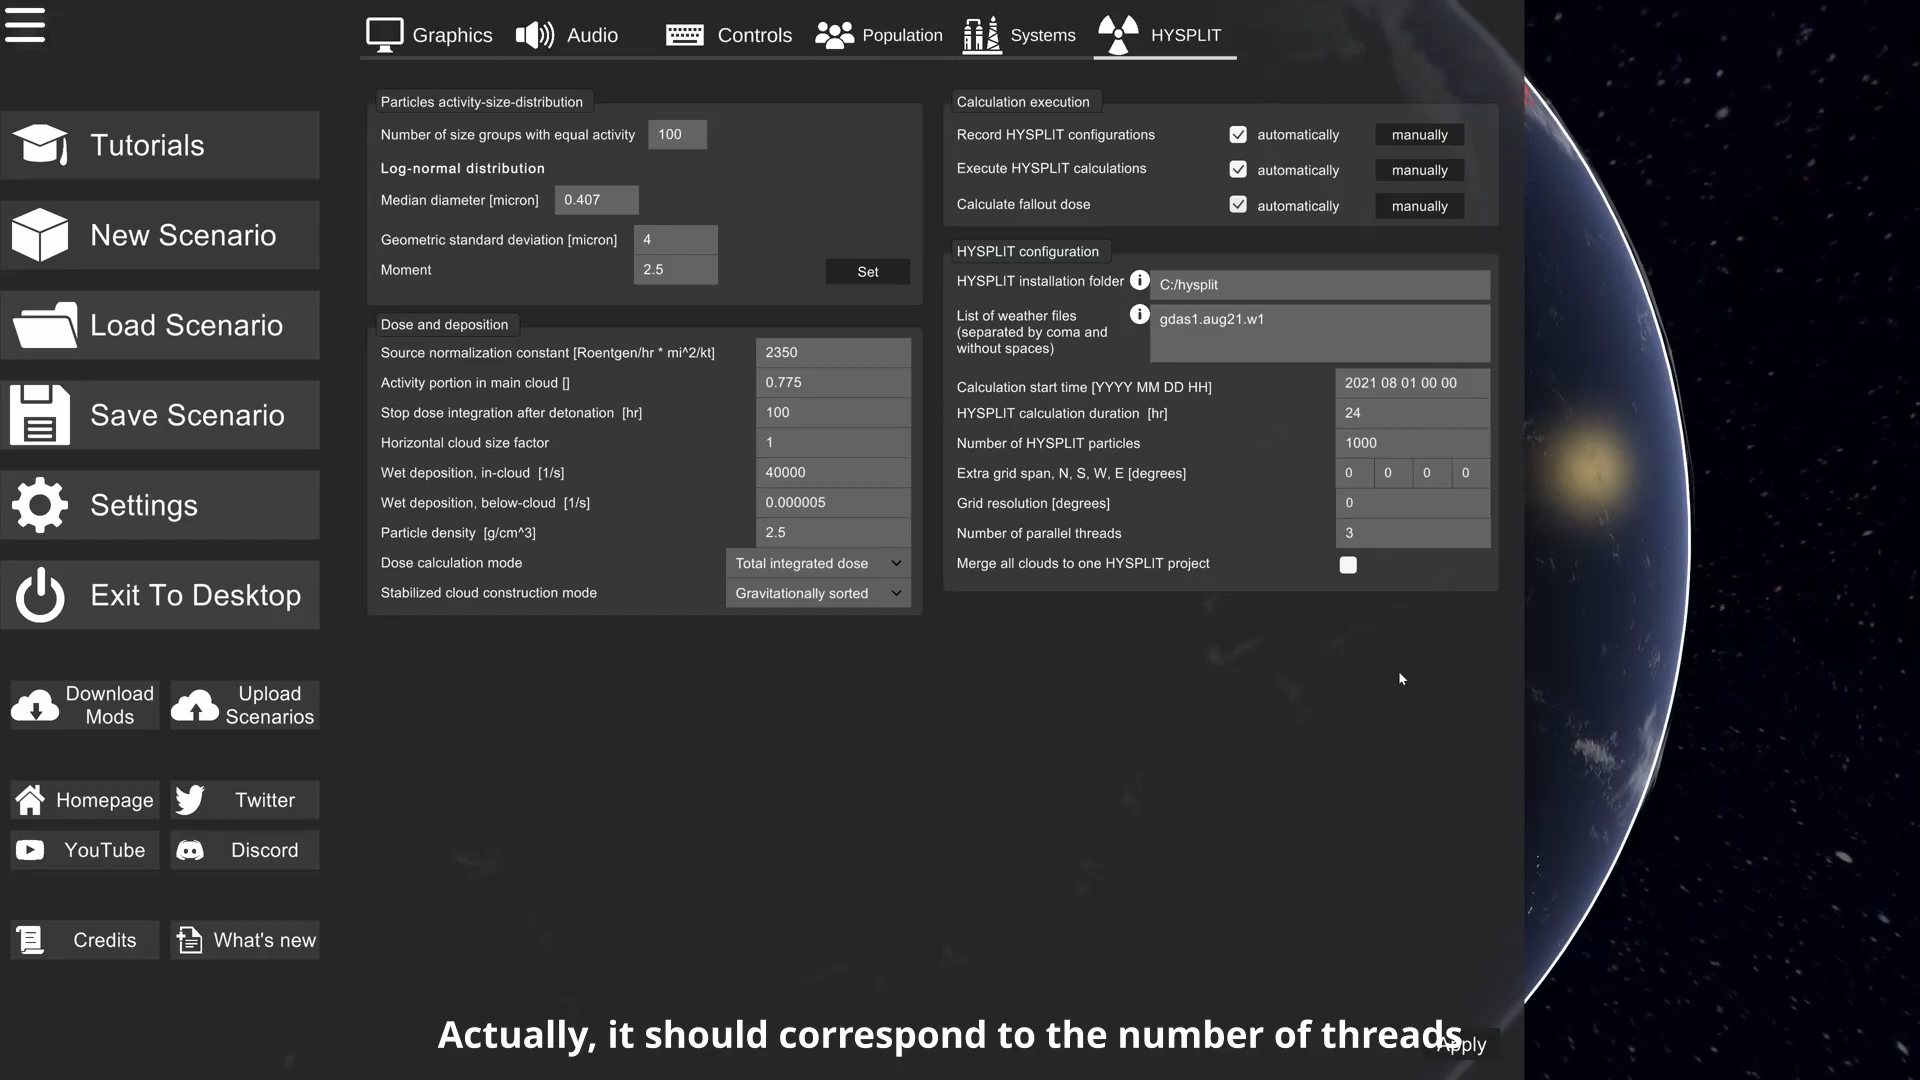 Graphics
Audio
Controls
Population
Systems
HYSPLIT
Tutorials
New Scenario
Load Scenario
Save Scenario
Settings
Exit To Desktop
Download
Mods
Upload
Scenarios
Homepage
Twitter
YouTube
Discord
Credits
What's new
Particles activity-size-distribution
Number of size groups with equal activity 100
Log-normal distribution
Median diameter [micron] 0.407
Geometric standard deviation [micron] 4
Moment 2.5
Set
Dose and deposition
Source normalization constant [Roentgen/hr * mi^2/kt] 2350
Activity portion in main cloud [] 0.775
Stop dose integration after detonation [hr] 100
Horizontal cloud size factor 1
Wet deposition, in-cloud [1/s] 40000
Wet deposition, below-cloud [1/s] 0.000005
Particle density [g/cm^3] 2.5
Dose calculation mode Total integrated dose
Stabilized cloud construction mode Gravitationally sorted
Calculation execution
Record HYSPLIT configurations automatically manually
Execute HYSPLIT calculations automatically manually
Calculate fallout dose automatically manually
HYSPLIT configuration
HYSPLIT installation folder C:/hysplit
List of weather files gdas1.aug21.w1
(separated by coma and
without spaces)
Calculation start time [YYYY MM DD HH] 2021 08 01 00 00
HYSPLIT calculation duration [hr] 24
Number of HYSPLIT particles 1000
Extra grid span, N, S, W, E [degrees] 0 0 0 0
Grid resolution [degrees] 0
Number of parallel threads 3
Merge all clouds to one HYSPLIT project
Actually, it should correspond to the number of threads
Apply